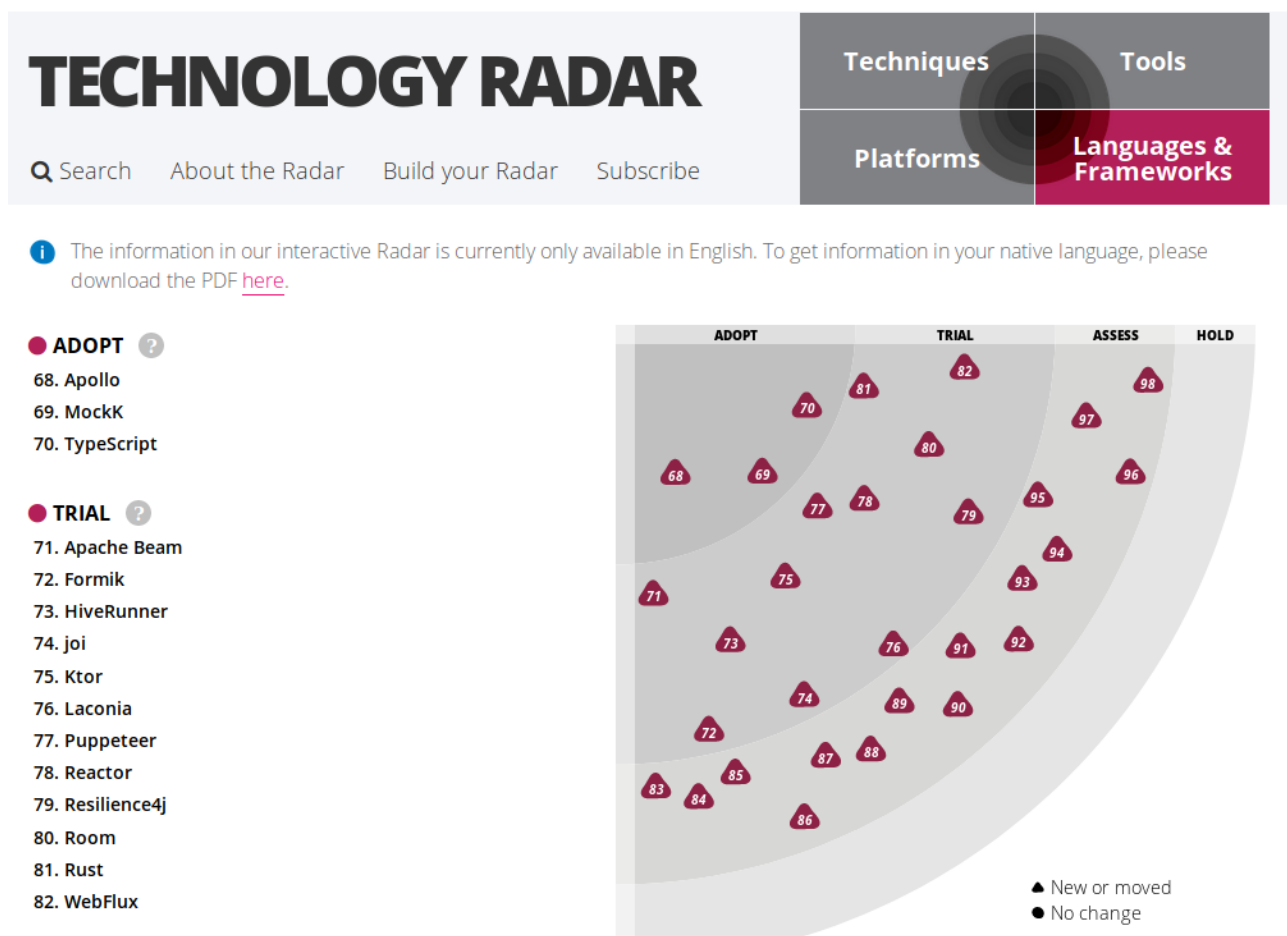 TECHNOLOGY RADAR
Search About the Radar Build your Radar Subscribe
Techniques
Tools
Platforms
Languages &
Frameworks
i The information in our interactive Radar is currently only available in English. To get information in your native language, please
download the PDF here.
ADOPT ?
68. Apollo
69. MockK
70. TypeScript
TRIAL ?
71. Apache Beam
72. Formik
73. HiveRunner
74. joi
75. Ktor
76. Laconia
77. Puppeteer
78. Reactor
79. Resilience4j
80. Room
81. Rust
82. WebFlux
ADOPT TRIAL ASSESS HOLD
82
98
81
70
97
80
68
69
96
95
78
77
79
94
75
93
71
73
92
76
91
74
89
90
72
88
87
85
83
84
86
New or moved
No change